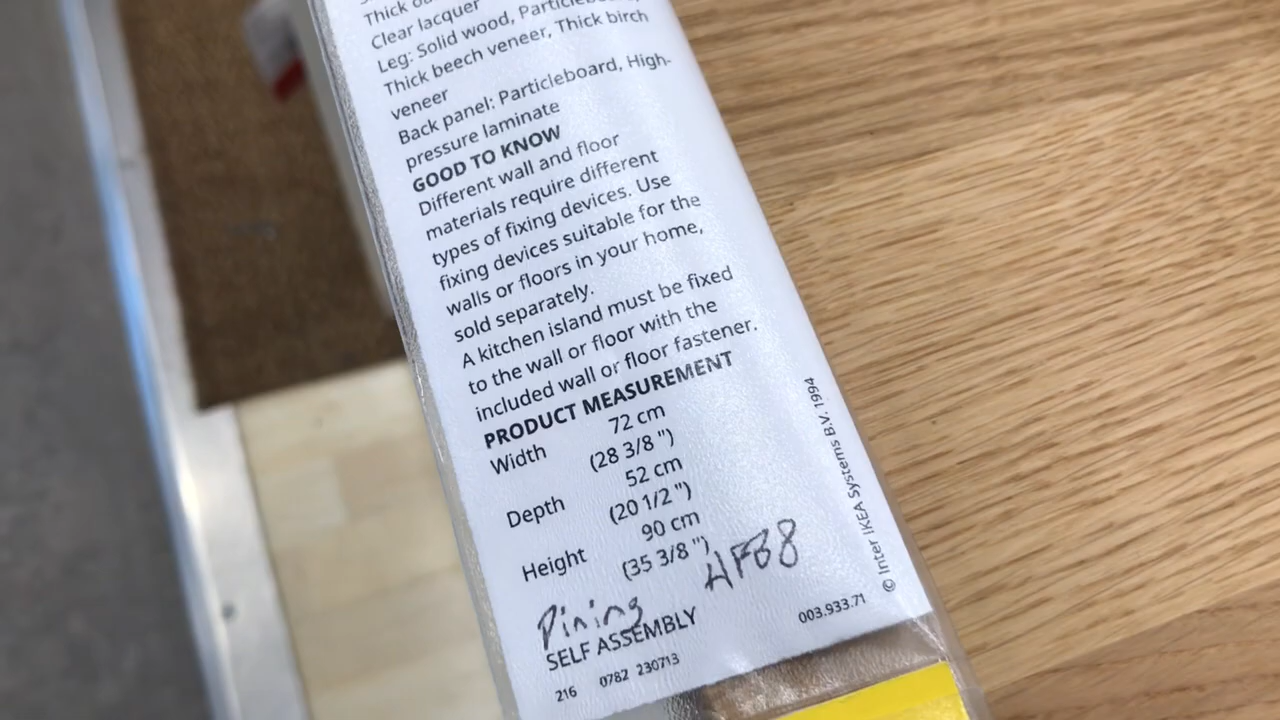 Thick
Clear lacquer
Leg: Solid wood,
Thick beech veneer, Thick birch
veneer
Back panel: Particleboard, High-
pressure laminate
GOOD TO KNOW
Different wall and floor
materials require different
types of fixing devices. Use
fixing devices suitable for the
walls or floors in your home,
sold separately.
A kitchen island must be fixed
to the wall or floor with the
included wall or floor fastener.
PRODUCT MEASUREMENT
Width 72 cm
(28 3/8 ")
Depth 52 cm
(20 1/2 ")
Height 90 cm
(35 3/8 ")
SELF ASSEMBLY
216 0782 230713
003.933.71
© Inter IKEA Systems B.V. 1994